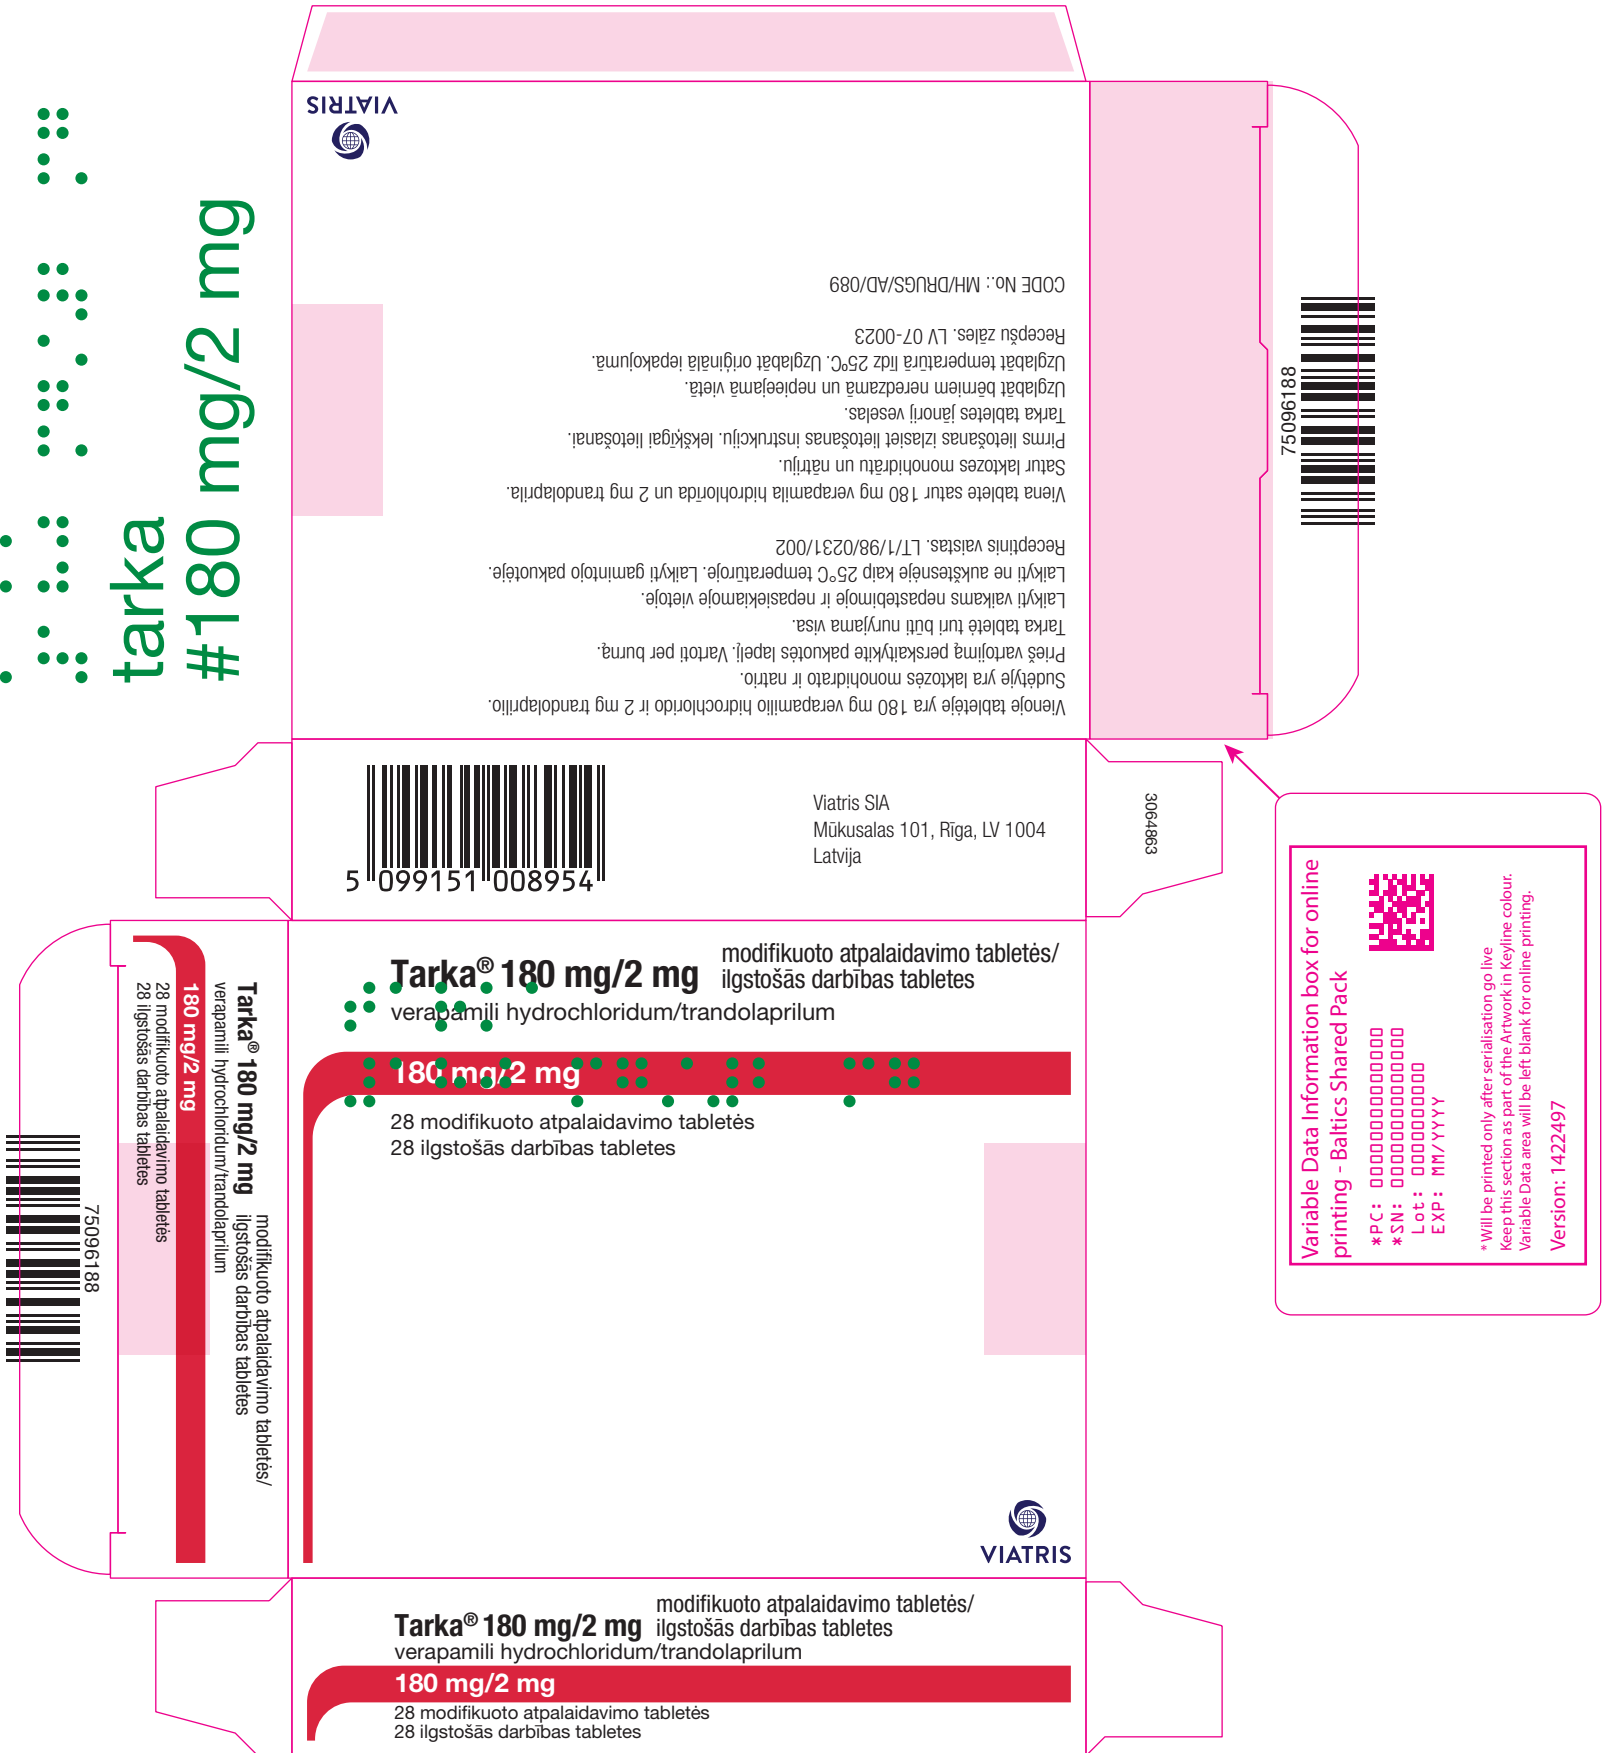 tarka
#180 mg/2 mg
VIATRIS
Vienoje tabletėje yra 180 mg verapamilio hidrochlorido ir 2 mg trandolaprilio.
Sudėtyje yra laktozės monohidrato ir natrio.
Prieš vartojimą perskaitykite pakuotės lapelį. Vartoti per burną.
Tarka tabletė turi būti nuryjama visa.
Laikyti vaikams nepastebimoje ir nepasiekiamoje vietoje.
Laikyti ne aukštesnėje kaip 25°C temperatūroje. Laikyti gamintojo pakuotėje.
Receptinis vaistas. LT/1/98/0231/002
Viena tablete satur 180 mg verapamila hidrohlorīda un 2 mg trandolaprila.
Satur laktozes monohidrātu un nātriju.
Pirms lietošanas izlasiet lietošanas instrukciju. Iekšķīgai lietošanai.
Tarka tabletes jānorij veselas.
Uzglabāt bērniem neredzamā un nepieejamā vietā.
Uzglabāt temperatūrā līdz 25ºC. Uzglabāt oriģinālā iepakojumā.
Recepšu zāles. LV 07-0023
CODE No.: MH/DRUGS/AD/089
75096188
5 099151 008954
Viatris SIA
Mūkusalas 101, Rīga, LV 1004
Latvija
3064863
Variable Data Information box for online
printing - Baltics Shared Pack
*PC: □□□□□□□□□□□□□□
*SN: □□□□□□□□□□□□□□
Lot: □□□□□□□□□□
EXP: MM/YYYY
* Will be printed only after serialisation go live
Keep this section as part of the Artwork in Keyline colour.
Variable Data area will be left blank for online printing.
Version: 1422497
Tarka® 180 mg/2 mg modifikuoto atpalaidavimo tabletės/
ilgstošās darbības tabletes
verapamili hydrochloridum/trandolaprilum
180 mg/2 mg
28 modifikuoto atpalaidavimo tabletės
28 ilgstošās darbības tabletes
75096188
Tarka® 180 mg/2 mg modifikuoto atpalaidavimo tabletės/
ilgstošās darbības tabletes
verapamili hydrochloridum/trandolaprilum
180 mg/2 mg
28 modifikuoto atpalaidavimo tabletės
28 ilgstošās darbības tabletes
VIATRIS
Tarka® 180 mg/2 mg modifikuoto atpalaidavimo tabletės/
ilgstošās darbības tabletes
verapamili hydrochloridum/trandolaprilum
180 mg/2 mg
28 modifikuoto atpalaidavimo tabletės
28 ilgstošās darbības tabletes